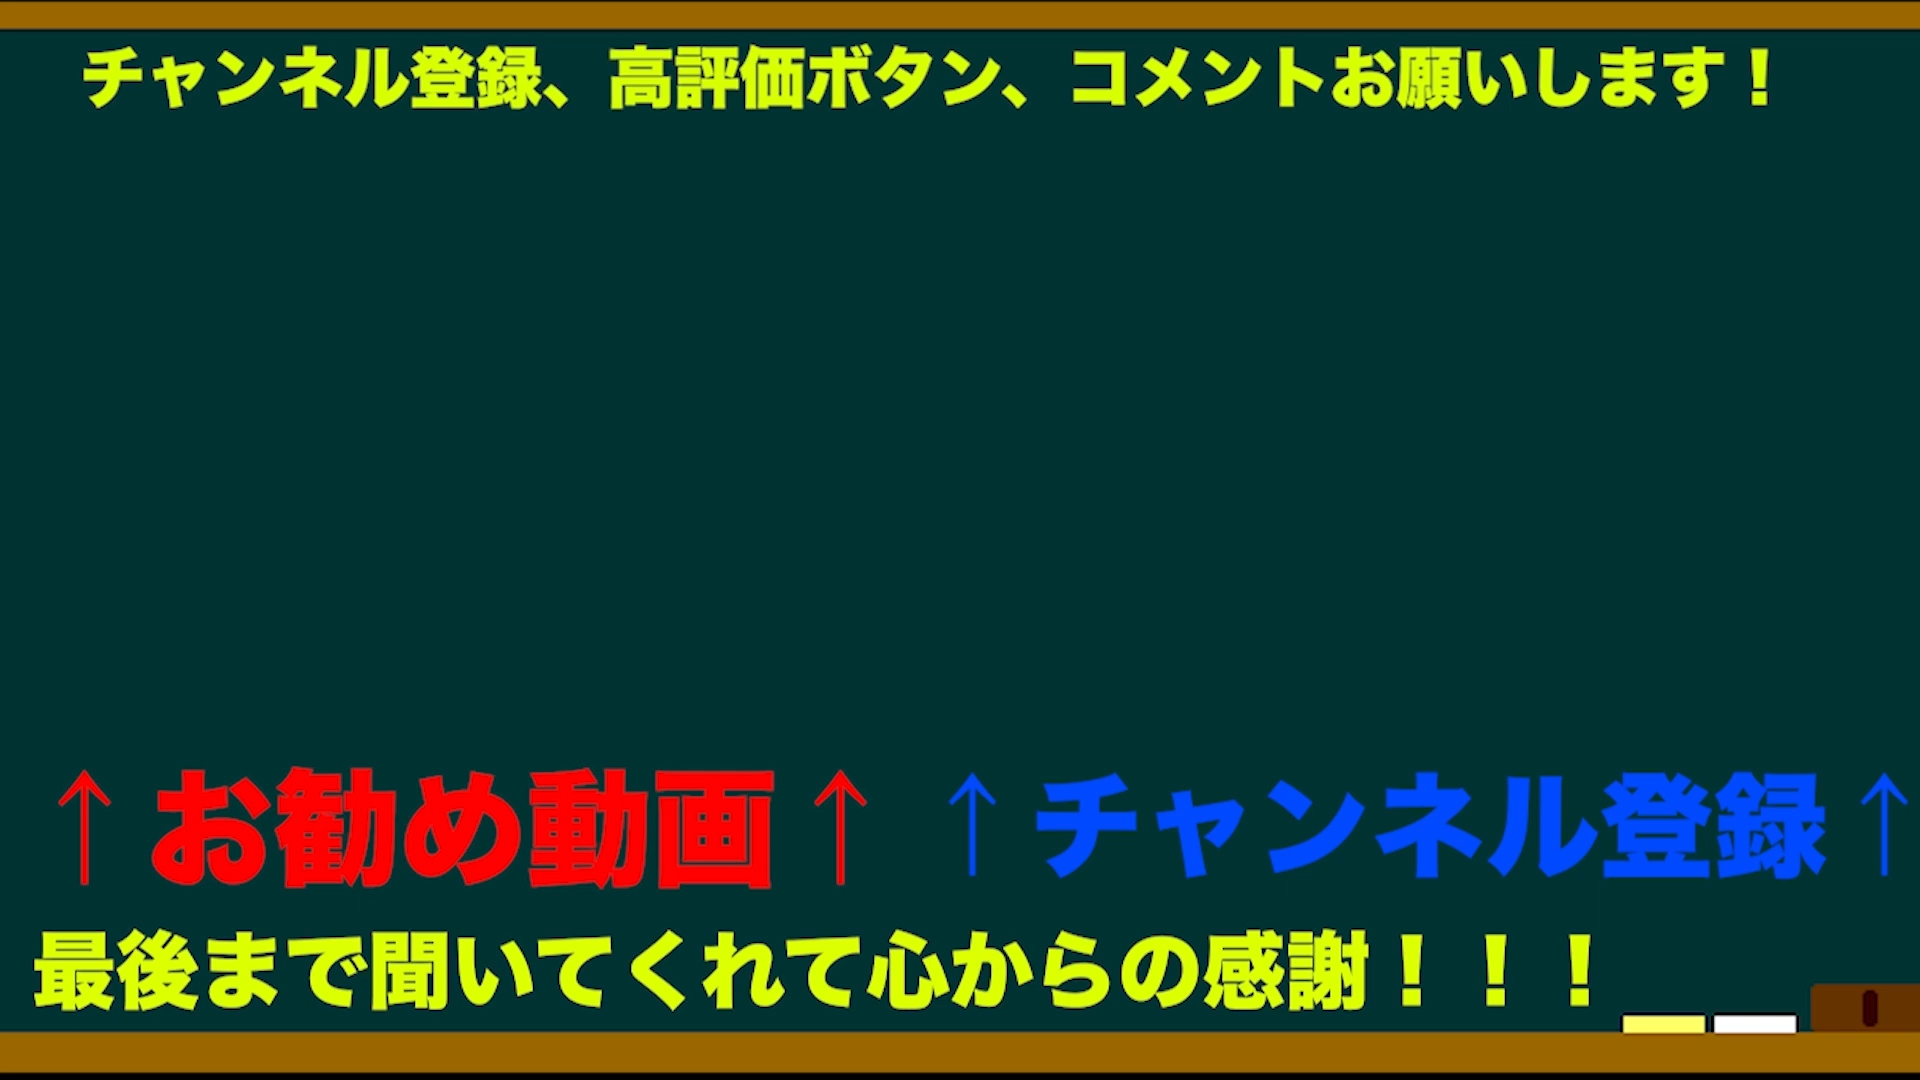 チャンネル登録、高評価ボタン、コメントお願いします！
↑お勧め動画↑ ↑チャンネル登録↑
最後まで聞いてくれて心からの感謝！！！